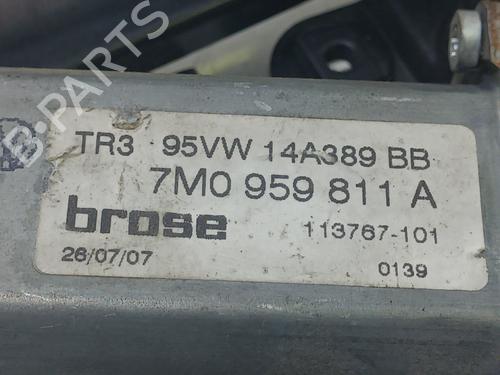 TR3 95VW 14A389 BB
7M0 959 811 A
brose 113767-101
26/07/07 0139
B-PARTS